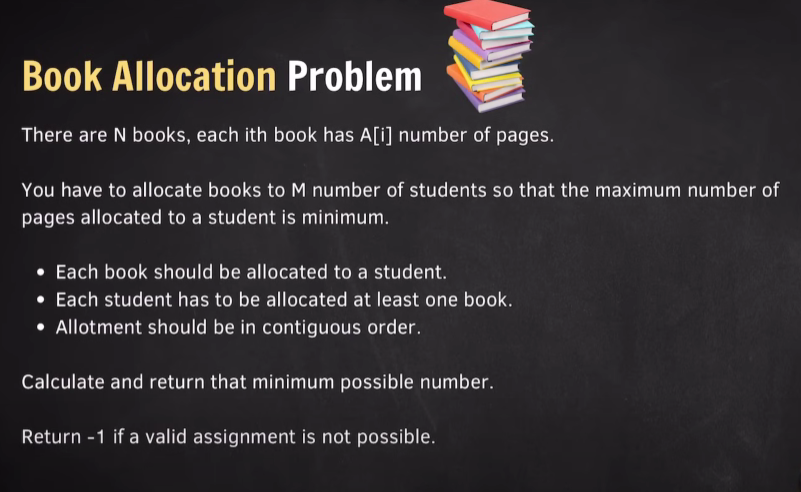 Book Allocation Problem
There are N books, each ith book has A[i] number of pages.
You have to allocate books to M number of students so that the maximum number of
pages allocated to a student is minimum.
• Each book should be allocated to a student.
• Each student has to be allocated at least one book.
• Allotment should be in contiguous order.
Calculate and return that minimum possible number.
Return -1 if a valid assignment is not possible.